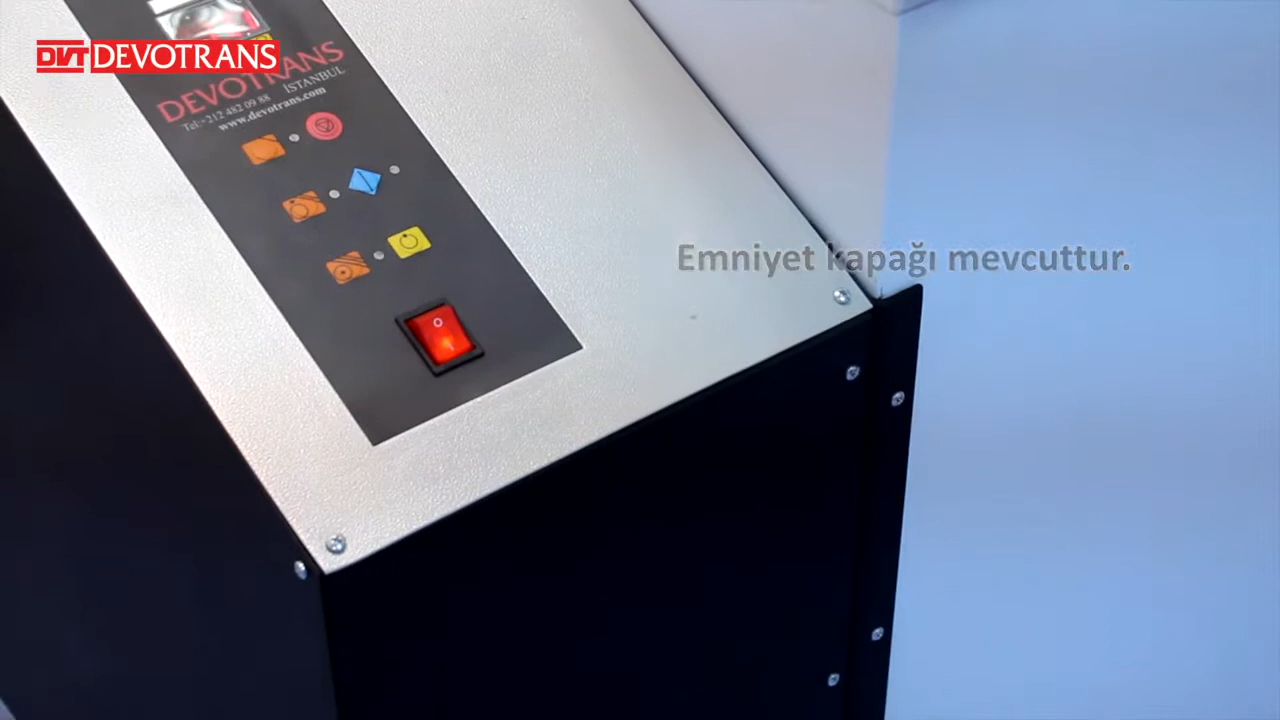 DVT DEVOTRANS
DEVOTRANS
Tel:+212 482 09 88 İSTANBUL
www.devotrans.com
Emniyet kapağı mevcuttur.
O
I